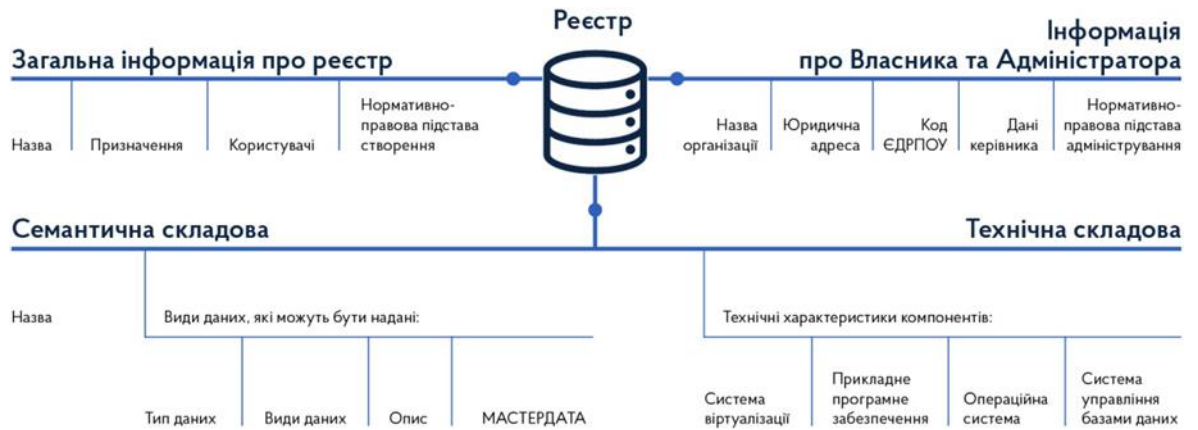 Реєстр
Загальна інформація про реєстр
Назва
Призначення
Користувачі
Нормативно-
правова підстава
створення
Інформація
про Власника та Адміністратора
Назва
організації
Юридична
адреса
Код
ЄДРПОУ
Дані
керівника
Нормативно-
правова підстава
адміністрування
Семантична складова
Назва
Види даних, які можуть бути надані:
Тип даних
Види даних
Опис
МАСТЕРДАТА
Технічна складова
Технічні характеристики компонентів:
Система
віртуалізації
Прикладне
програмне
забезпечення
Операційна
система
Система
управління
базами даних